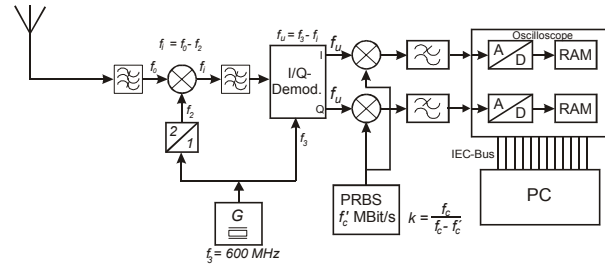 Oscilloscope
f_i = f_0 - f_2
f_u = f_3 - f_i
f_0
f_i
I/Q-
Demod.
I
Q
f_u
f_u
A
D
RAM
A
D
RAM
f_2
2
1
f_3
IEC-Bus
PC
G
f_3 = 600 MHz
PRBS
f_c' MBit/s
k = f_c / (f_c - f_c')